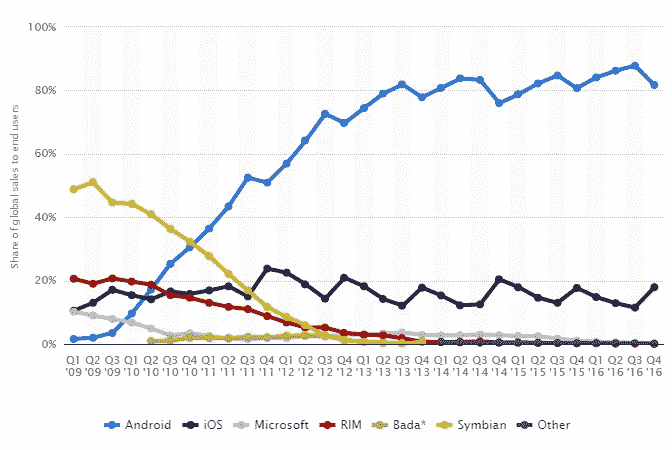 100%
80%
60%
40%
20%
0%
Share of global sales to end users
Q1 Q2 Q3 Q1 Q2 Q3 Q4 Q1 Q2 Q3 Q4 Q1 Q2 Q3 Q4 Q1 Q2 Q3 Q4 Q1 Q2 Q3 Q4 Q1 Q2 Q3 Q4 Q1 Q2 Q3 Q4
'09 '09 '09 '10 '10 '10 '10 '11 '11 '11 '11 '12 '12 '12 '12 '13 '13 '13 '13 '14 '14 '14 '14 '15 '15 '15 '15 '16 '16 '16 '16
Android iOS Microsoft RIM Bada* Symbian Other